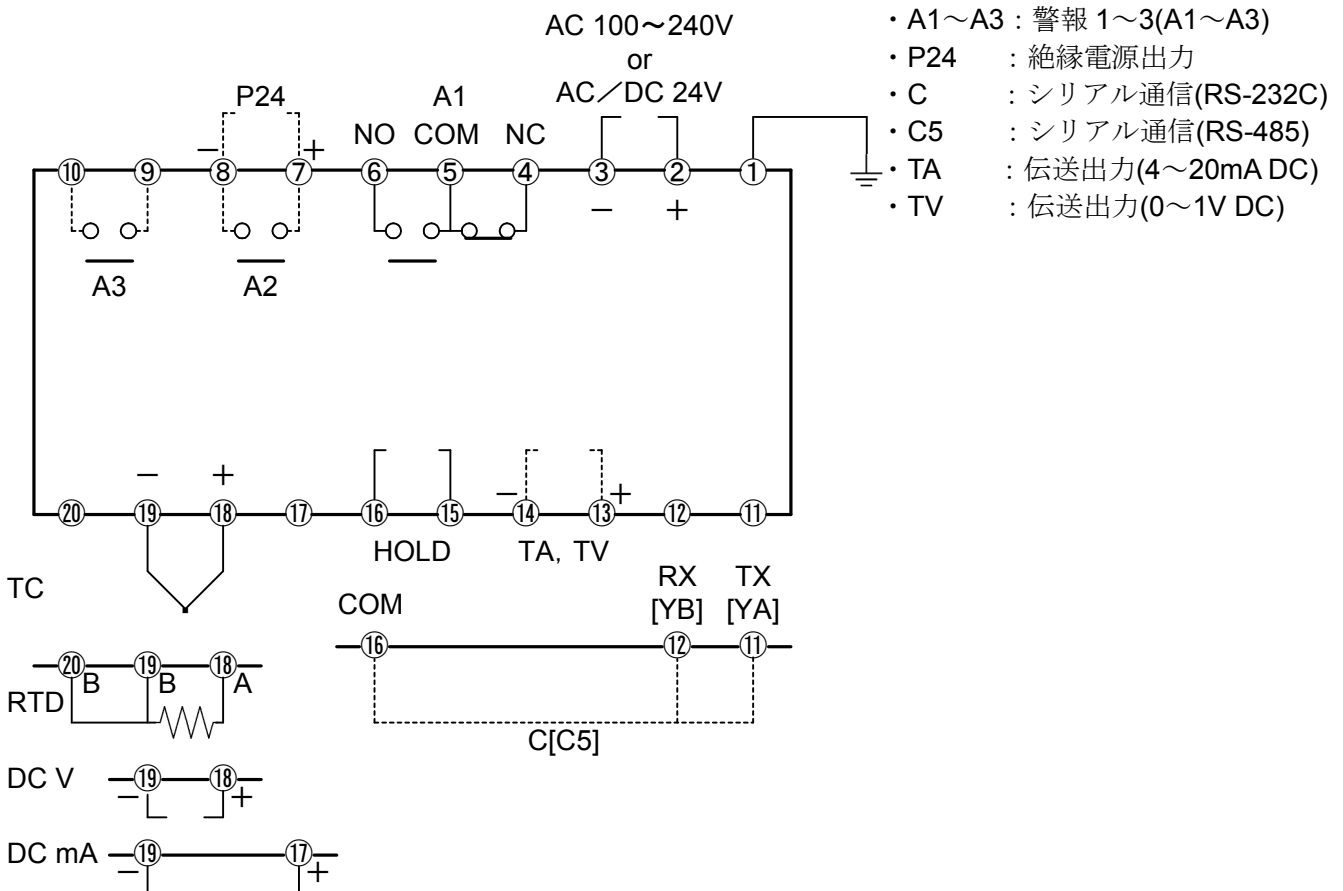 AC 100～240V
or
AC／DC 24V
・A1～A3：警報 1～3(A1～A3)
・P24 ：絶縁電源出力
・C ：シリアル通信(RS-232C)
・C5 ：シリアル通信(RS-485)
・TA ：伝送出力(4～20mA DC)
・TV ：伝送出力(0～1V DC)
P24 A1
NO COM NC
－ ＋
⑩ ⑨ ⑧ ⑦ ⑥ ⑤ ④ ③ ② ①
－ ＋
A3 A2
－ ＋ － ＋
⑳ ⑲ ⑱ ⑰ ⑯ ⑮ ⑭ ⑬ ⑫ ⑪
HOLD TA, TV
TC
COM RX TX
[YB] [YA]
⑯ ⑫ ⑪
C[C5]
⑳ ⑲ ⑱
RTD B B A
DC V ⑲ ⑱
－ ＋
DC mA ⑲ ⑰
－ ＋